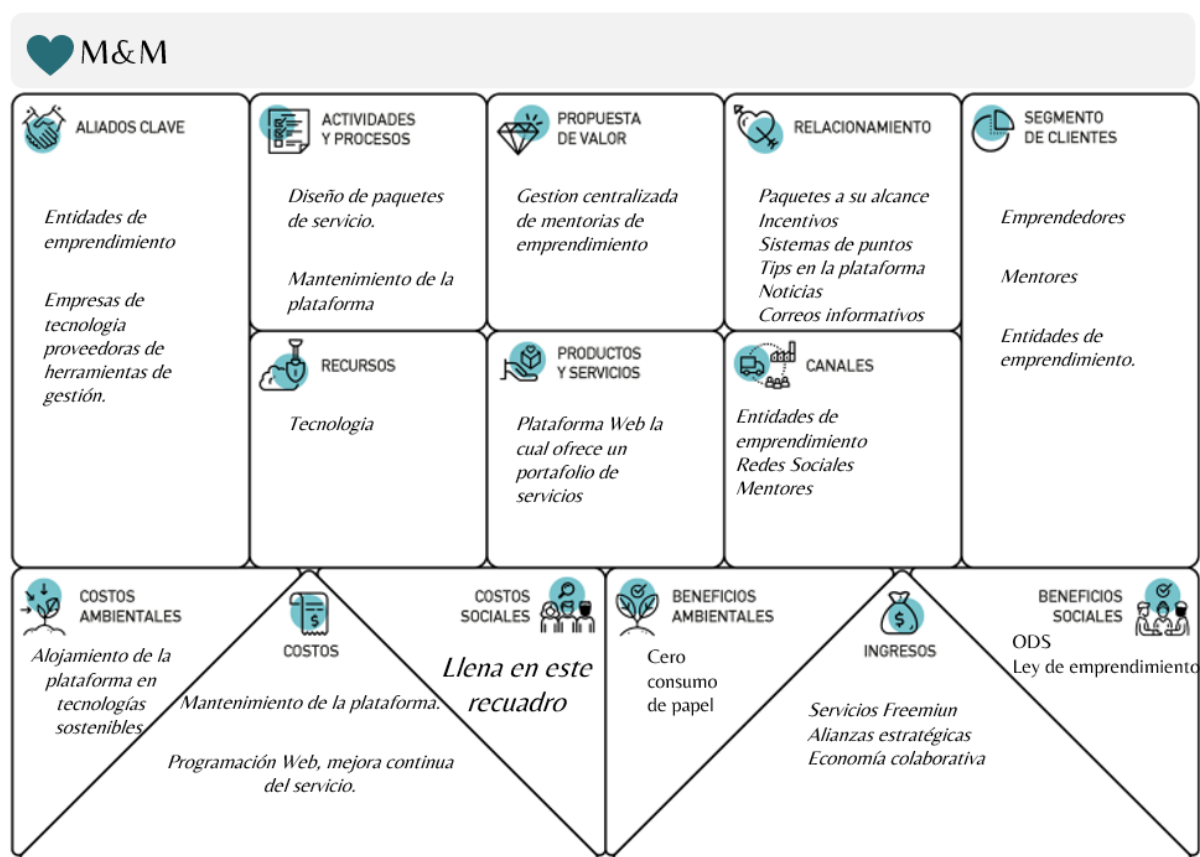 M&M
ALIADOS CLAVE
Entidades de
emprendimiento
Empresas de
tecnologia
proveedoras de
herramientas de
gestión.
ACTIVIDADES
Y PROCESOS
Diseño de paquetes
de servicio.
Mantenimiento de la
plataforma
PROPUESTA
DE VALOR
Gestion centralizada
de mentorias de
emprendimiento
RELACIONAMIENTO
Paquetes a su alcance
Incentivos
Sistemas de puntos
Tips en la plataforma
Noticias
Correos informativos
SEGMENTO
DE CLIENTES
Emprendedores
Mentores
Entidades de
emprendimiento.
RECURSOS
Tecnologia
PRODUCTOS
Y SERVICIOS
Plataforma Web la
cual ofrece un
portafolio de
servicios
CANALES
Entidades de
emprendimiento
Redes Sociales
Mentores
COSTOS
AMBIENTALES
Alojamiento de la
plataforma en
tecnologías
sostenibles.
COSTOS
Mantenimiento de la plataforma.
Programación Web, mejora continua
del servicio.
COSTOS
SOCIALES
Llena en este
recuadro
BENEFICIOS
AMBIENTALES
Cero
consumo
de papel
INGRESOS
Servicios Freemiun
Alianzas estratégicas
Economía colaborativa
BENEFICIOS
SOCIALES
ODS
Ley de emprendimiento